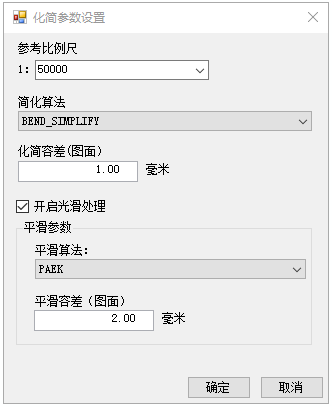 化简参数设置
参考比例尺
1: 50000
简化算法
BEND_SIMPLIFY
化简容差(图面)
1.00 毫米
开启光滑处理
平滑参数
平滑算法:
PAEK
平滑容差（图面）
2.00 毫米
确定 取消